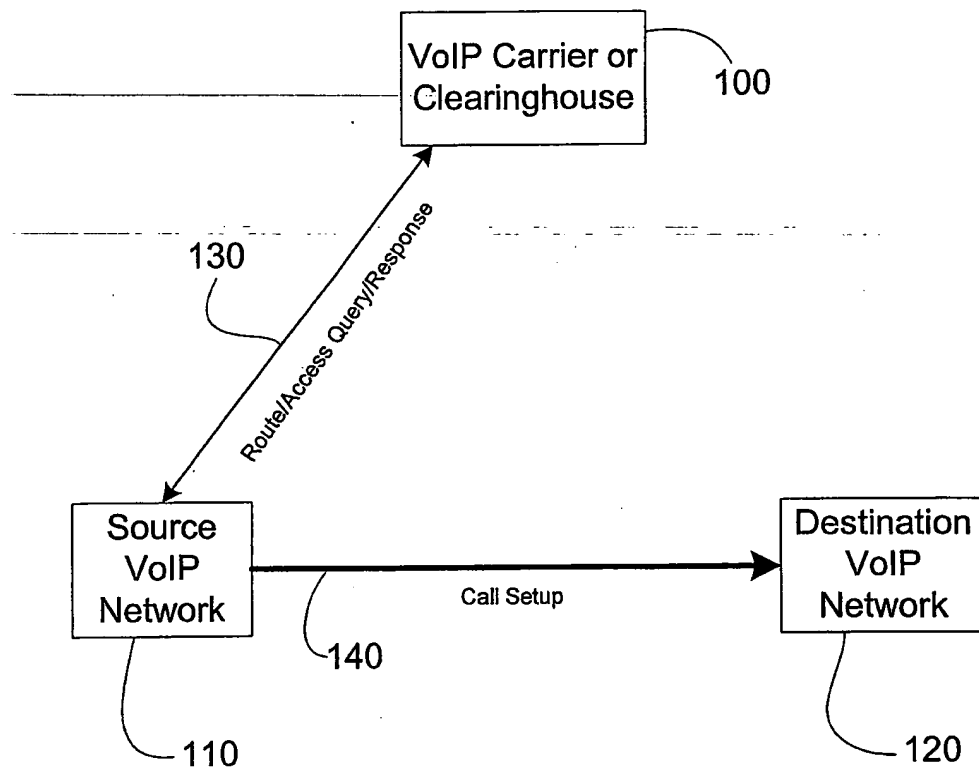 VoIP Carrier or
Clearinghouse
100
130
Route/Access Query/Response
Source
VoIP
Network
Destination
VoIP
Network
Call Setup
140
110
120